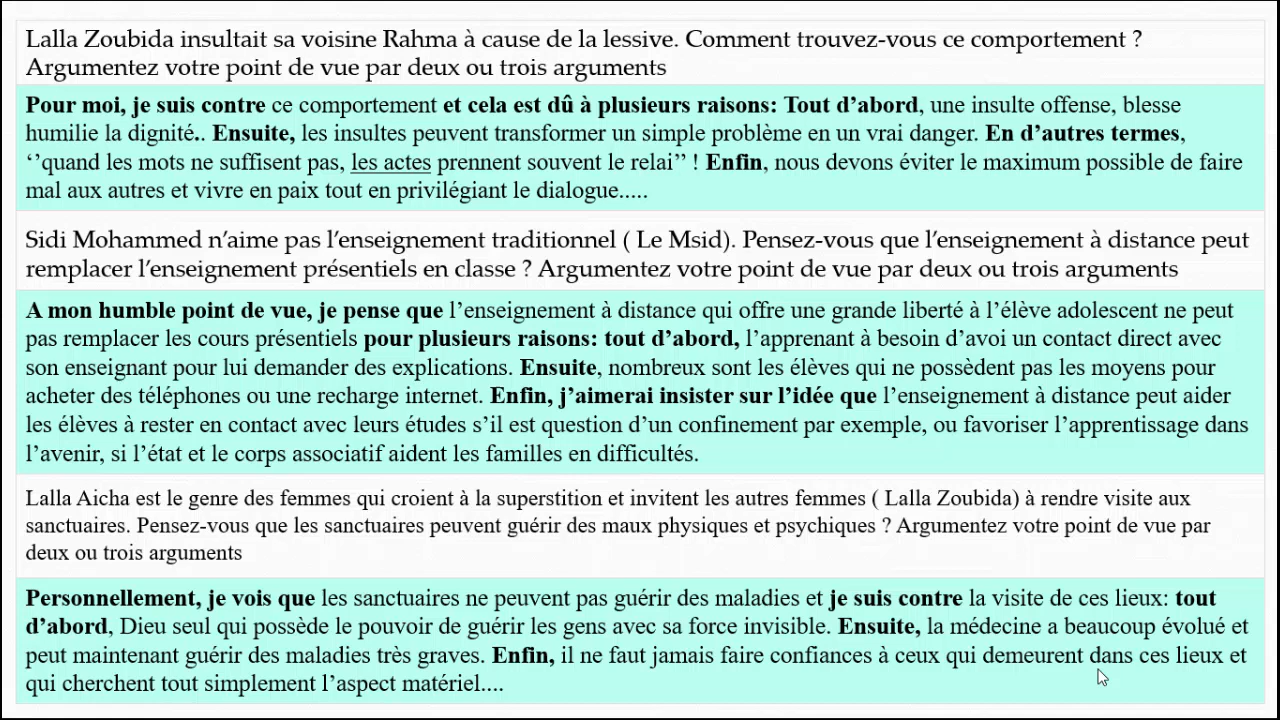 Lalla Zoubida insultait sa voisine Rahma à cause de la lessive. Comment trouvez-vous ce comportement ?
Argumentez votre point de vue par deux ou trois arguments
Pour moi, je suis contre ce comportement et cela est dû à plusieurs raisons: Tout d’abord, une insulte offense, blesse
humilie la dignité.. Ensuite, les insultes peuvent transformer un simple problème en un vrai danger. En d’autres termes,
‘‘quand les mots ne suffisent pas, les actes prennent souvent le relai’’ ! Enfin, nous devons éviter le maximum possible de faire
mal aux autres et vivre en paix tout en privilégiant le dialogue.....
Sidi Mohammed n’aime pas l’enseignement traditionnel ( Le Msid). Pensez-vous que l’enseignement à distance peut
remplacer l’enseignement présentiels en classe ? Argumentez votre point de vue par deux ou trois arguments
A mon humble point de vue, je pense que l’enseignement à distance qui offre une grande liberté à l’élève adolescent ne peut
pas remplacer les cours présentiels pour plusieurs raisons: tout d’abord, l’apprenant à besoin d’avoi un contact direct avec
son enseignant pour lui demander des explications. Ensuite, nombreux sont les élèves qui ne possèdent pas les moyens pour
acheter des téléphones ou une recharge internet. Enfin, j’aimerai insister sur l’idée que l’enseignement à distance peut aider
les élèves à rester en contact avec leurs études s’il est question d’un confinement par exemple, ou favoriser l’apprentissage dans
l’avenir, si l’état et le corps associatif aident les familles en difficultés.
Lalla Aicha est le genre des femmes qui croient à la superstition et invitent les autres femmes ( Lalla Zoubida) à rendre visite aux
sanctuaires. Pensez-vous que les sanctuaires peuvent guérir des maux physiques et psychiques ? Argumentez votre point de vue par
deux ou trois arguments
Personnellement, je vois que les sanctuaires ne peuvent pas guérir des maladies et je suis contre la visite de ces lieux: tout
d’abord, Dieu seul qui possède le pouvoir de guérir les gens avec sa force invisible. Ensuite, la médecine a beaucoup évolué et
peut maintenant guérir des maladies très graves. Enfin, il ne faut jamais faire confiances à ceux qui demeurent dans ces lieux et
qui cherchent tout simplement l’aspect matériel....